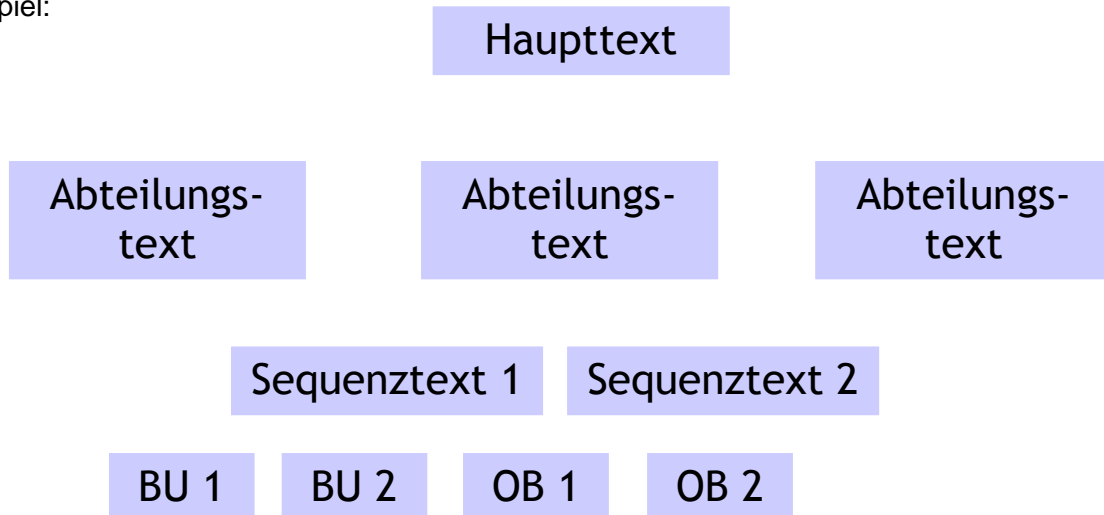 piel:
Haupttext
Abteilungs-
text
Abteilungs-
text
Abteilungs-
text
Sequenztext 1
Sequenztext 2
BU 1
BU 2
OB 1
OB 2